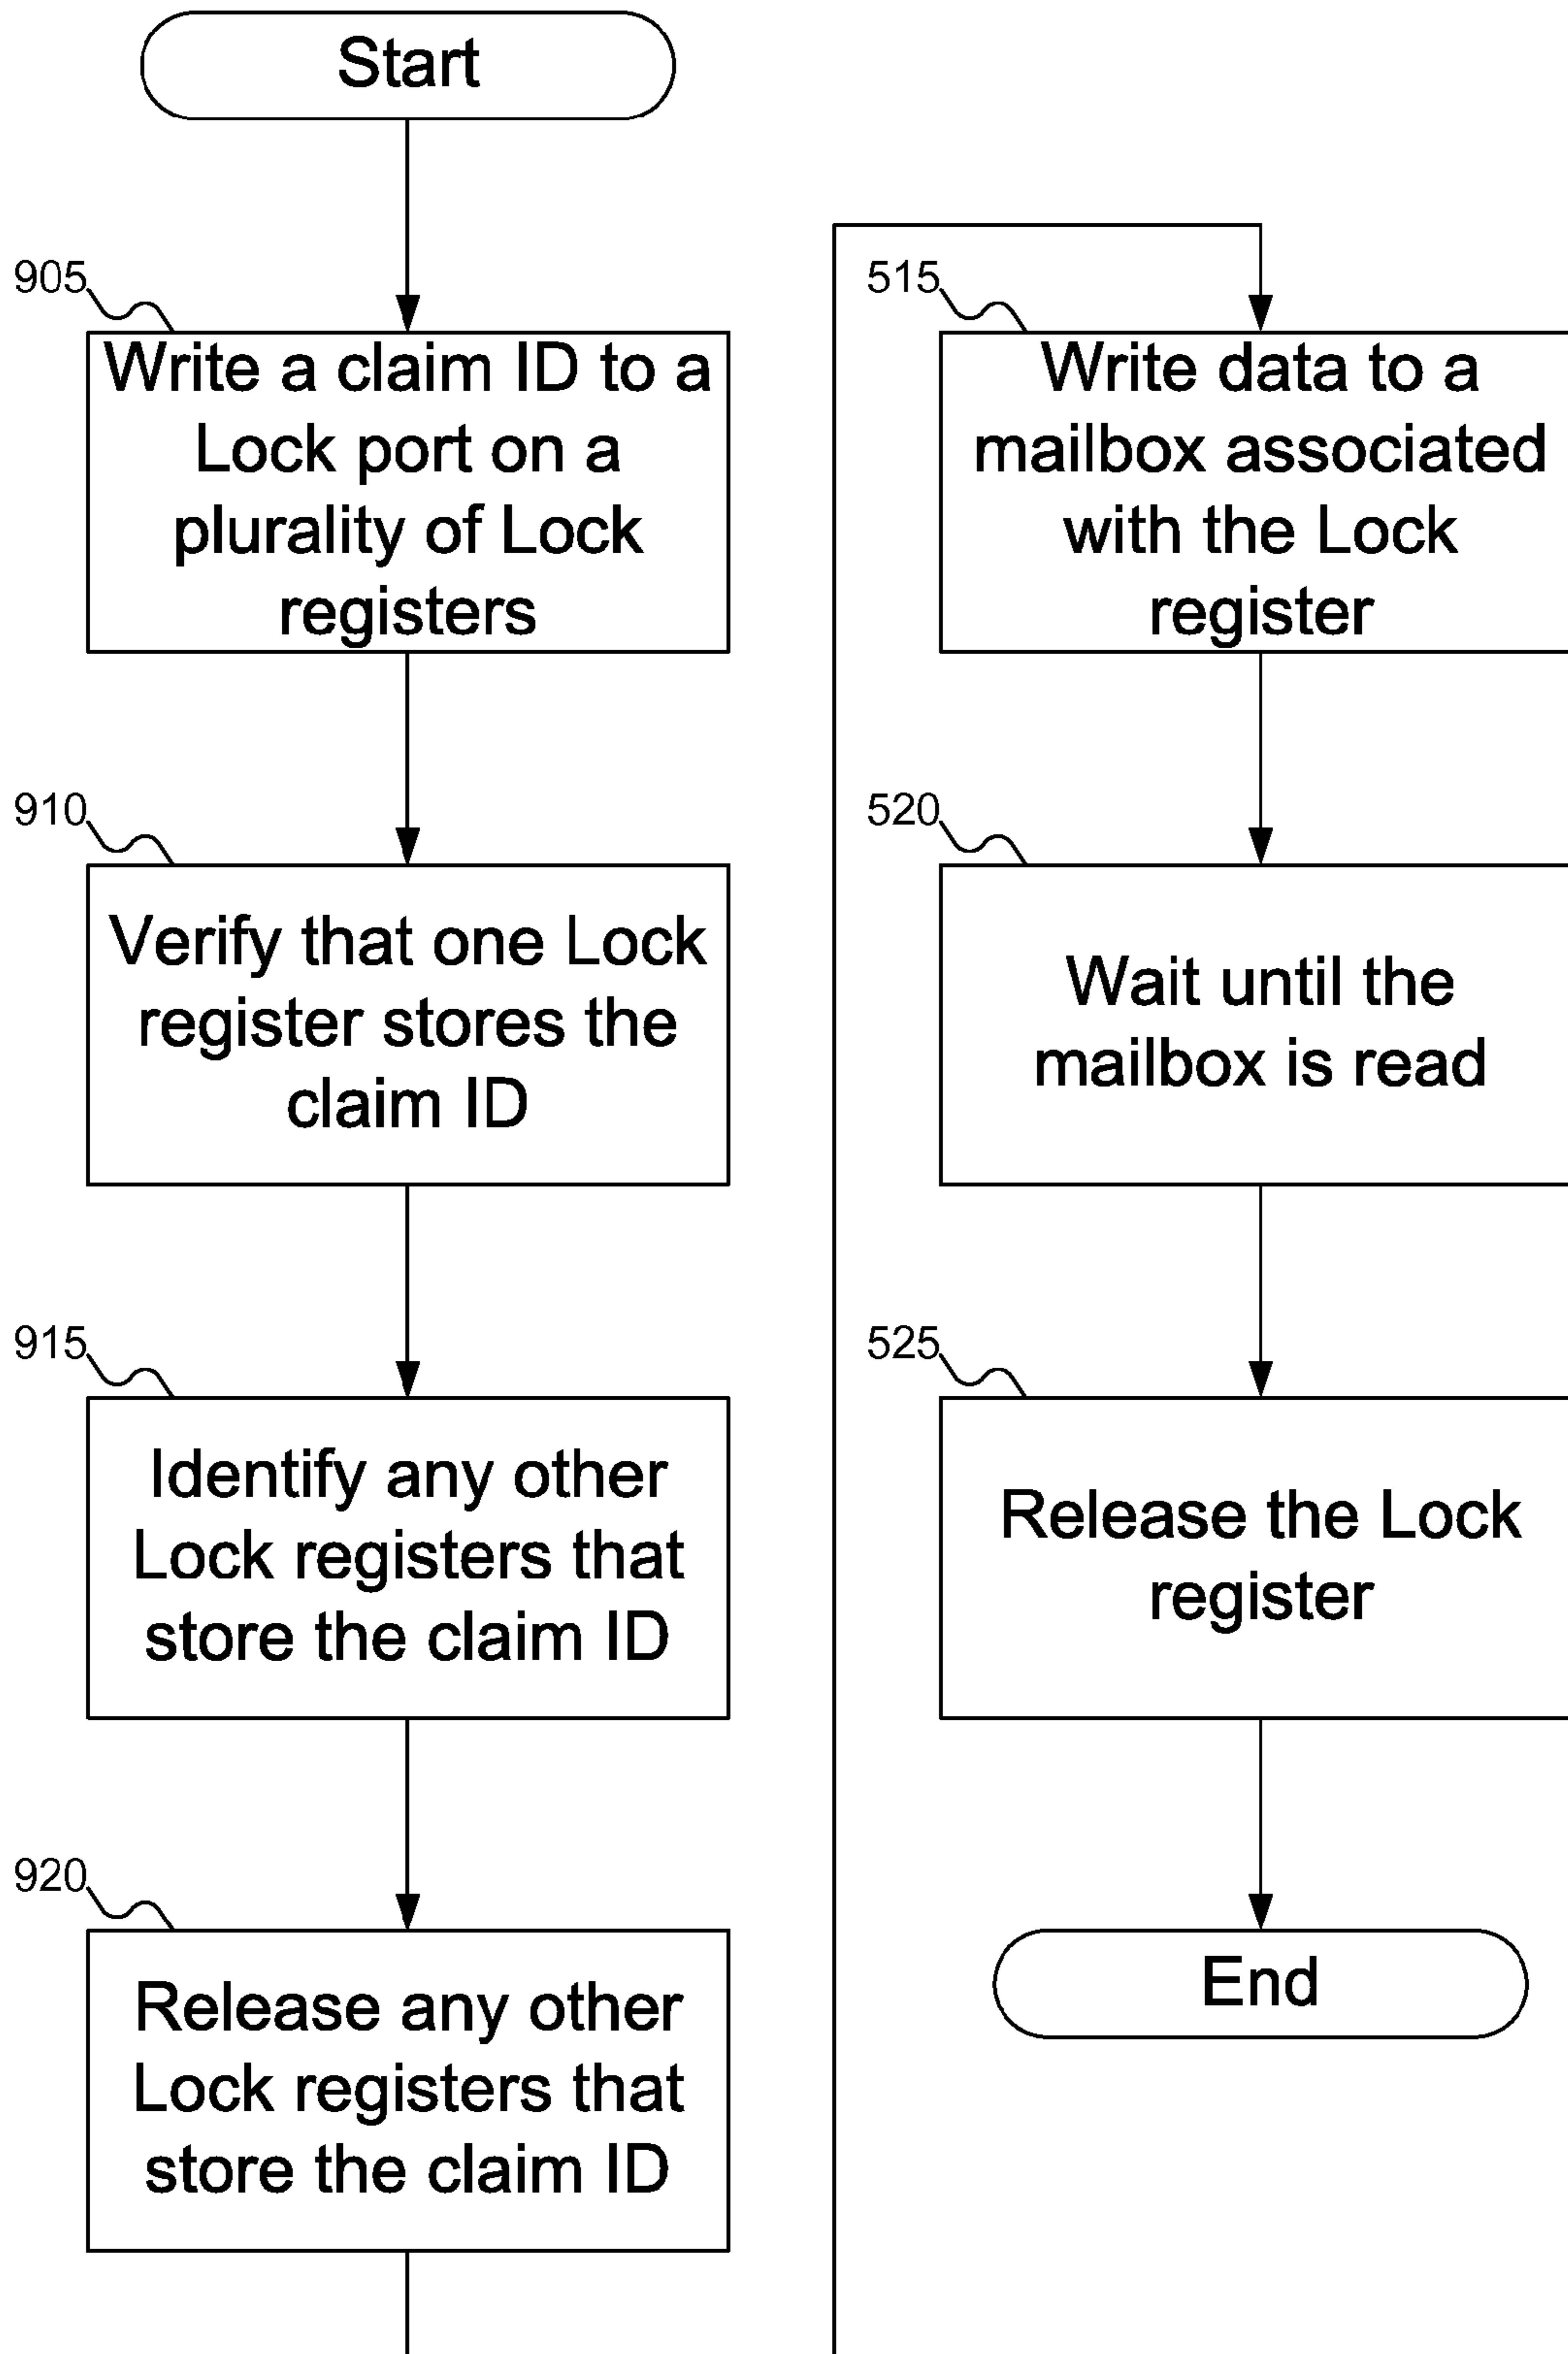 Start
905
Write a claim ID to a
Lock port on a
plurality of Lock
registers
910
Verify that one Lock
register stores the
claim ID
915
Identify any other
Lock registers that
store the claim ID
920
Release any other
Lock registers that
store the claim ID
515
Write data to a
mailbox associated
with the Lock
register
520
Wait until the
mailbox is read
525
Release the Lock
register
End